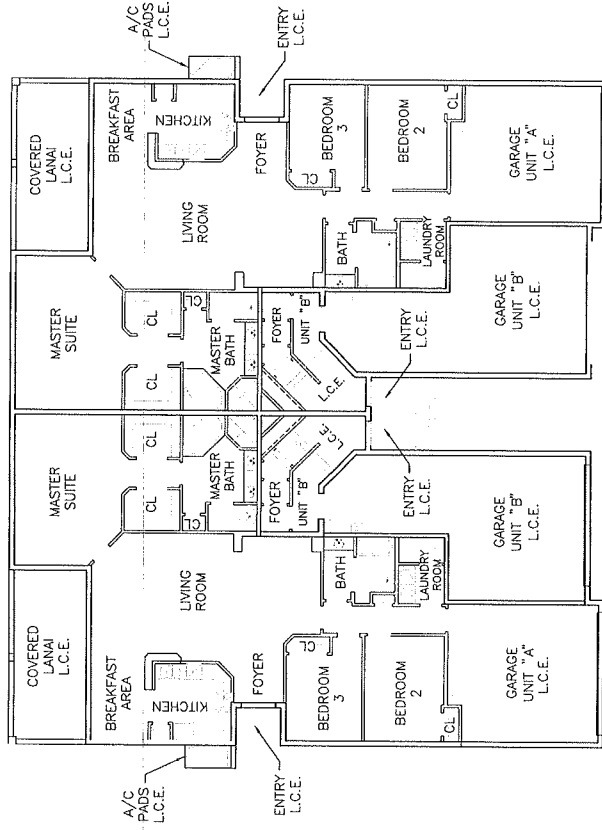 A/C
PADS
L.C.E.
ENTRY
L.C.E.
COVERED
LANAI
L.C.E.
BREAKFAST
AREA
KITCHEN
FOYER
CL
BEDROOM
3
BEDROOM
2
CL
GARAGE
UNIT "A"
L.C.E.
LIVING
ROOM
BATH
LAUNDRY
ROOM
MASTER
SUITE
CL
CL
CL
MASTER
BATH
FOYER
UNIT "B"
L.C.E.
ENTRY
L.C.E.
GARAGE
UNIT "B"
L.C.E.
MASTER
SUITE
CL
CL
CL
MASTER
BATH
FOYER
UNIT "B"
L.C.E.
ENTRY
L.C.E.
GARAGE
UNIT "B"
L.C.E.
COVERED
LANAI
L.C.E.
LIVING
ROOM
BATH
LAUNDRY
ROOM
BREAKFAST
AREA
KITCHEN
FOYER
CL
BEDROOM
3
BEDROOM
2
CL
GARAGE
UNIT "A"
L.C.E.
A/C
PADS
L.C.E.
ENTRY
L.C.E.